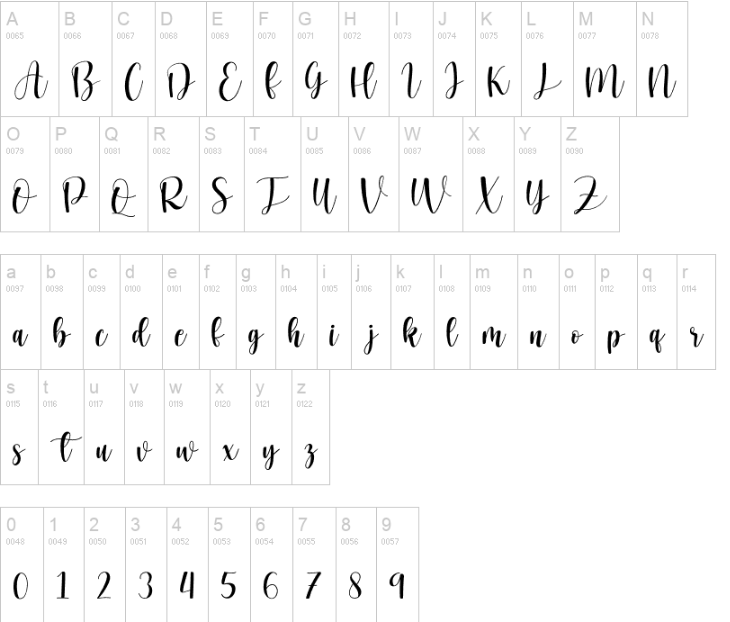 A B C D E F G H I J K L M N
0065 0066 0067 0068 0069 0070 0071 0072 0073 0074 0075 0076 0077 0078
A B C D E F G H I J K L M N
O P Q R S T U V W X Y Z
0079 0080 0081 0082 0083 0084 0085 0086 0087 0088 0089 0090
O P Q R S T U V W X Y Z
a b c d e f g h i j k l m n o p q r
0097 0098 0099 0100 0101 0102 0103 0104 0105 0106 0107 0108 0109 0110 0111 0112 0113 0114
a b c d e f g h i j k l m n o p q r
s t u v w x y z
0115 0116 0117 0118 0119 0120 0121 0122
s t u v w x y z
0 1 2 3 4 5 6 7 8 9
0048 0049 0050 0051 0052 0053 0054 0055 0056 0057
0 1 2 3 4 5 6 7 8 9